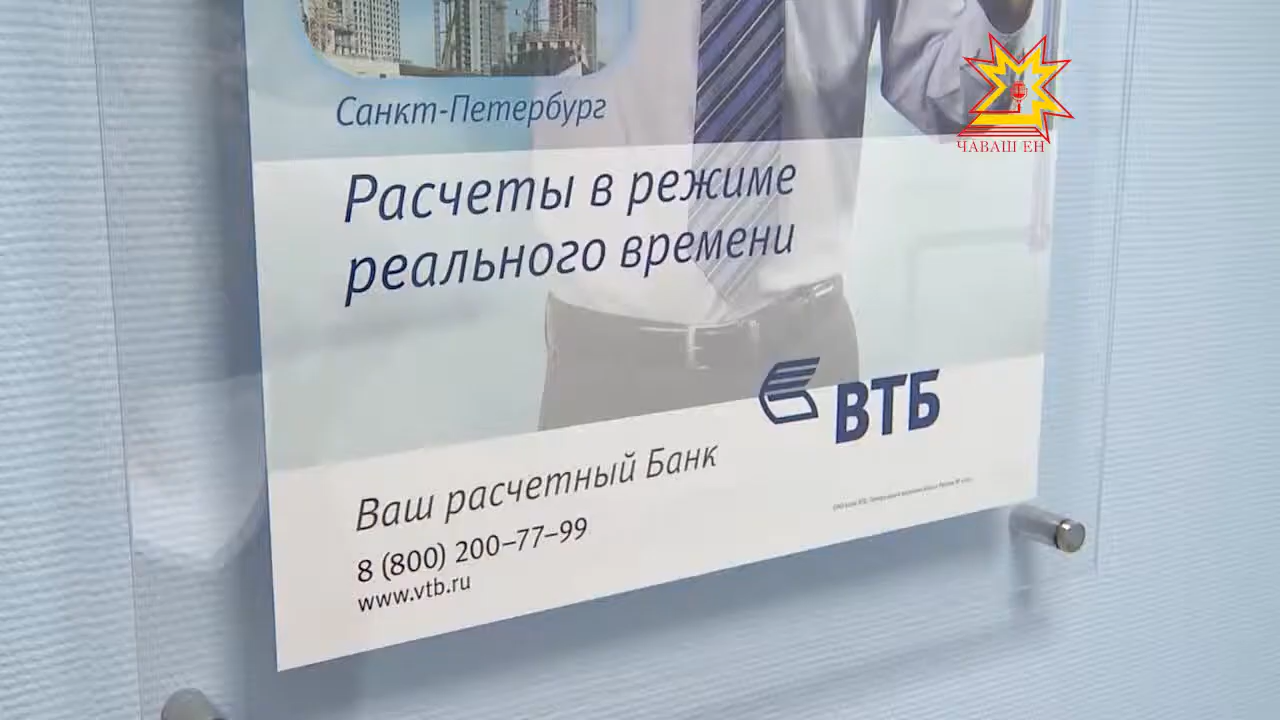 Санкт-Петербург
ЧАВАШ ЕН
Расчеты в режиме
реального времени
ВТБ
Ваш расчетный Банк
8 (800) 200-77-99
www.vtb.ru